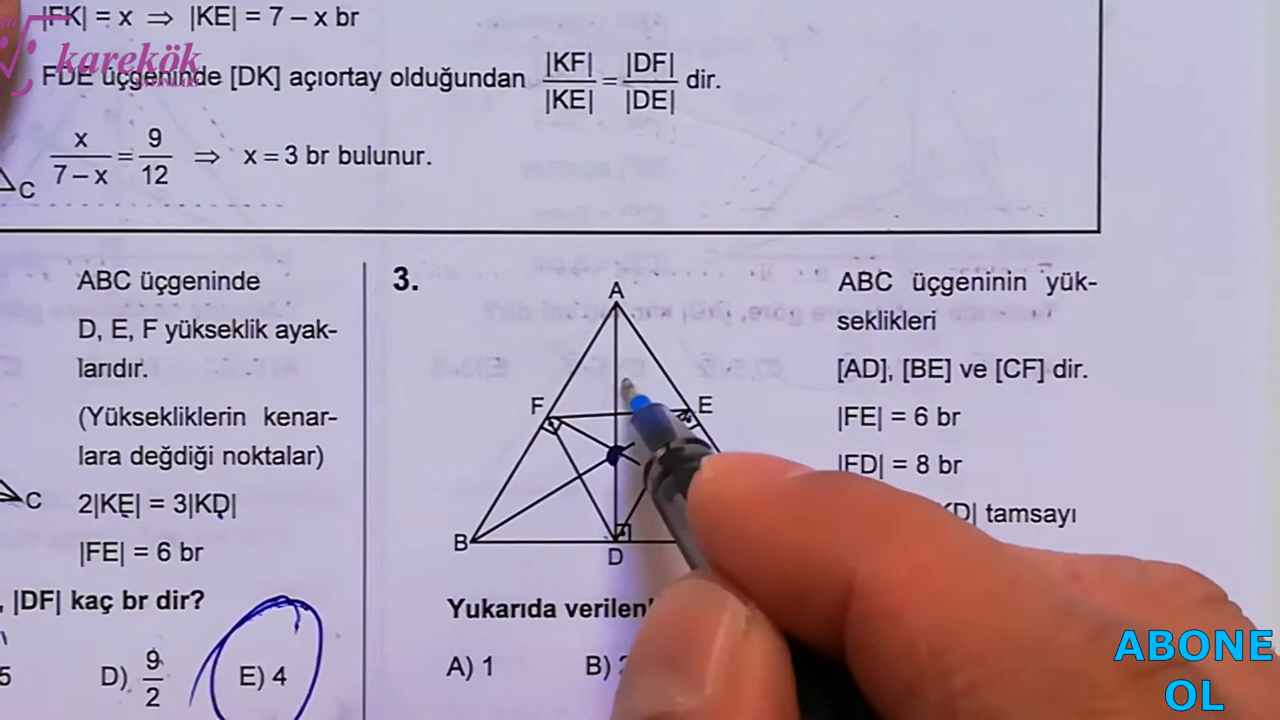 |FK| = x ⇒ |KE| = 7 – x br
karekök
FDE üçgeninde [DK] açıortay olduğundan |KF| / |KE| = |DF| / |DE| dir.
x / 7 – x = 9 / 12 ⇒ x = 3 br bulunur.
C
ABC üçgeninde
D, E, F yükseklik ayak-
larıdır.
(Yüksekliklerin kenar-
lara değdiği noktalar)
C
2|KE| = 3|KD|
|FE| = 6 br
, |DF| kaç br dir?
5 D) 9/2 E) 4
3.
A
F E
B
D
ABC üçgeninin yük-
seklikleri
[AD], [BE] ve [CF] dir.
|FE| = 6 br
|FD| = 8 br
D| tamsayı
Yukarıda
A) 1 B)
ABONE
OL